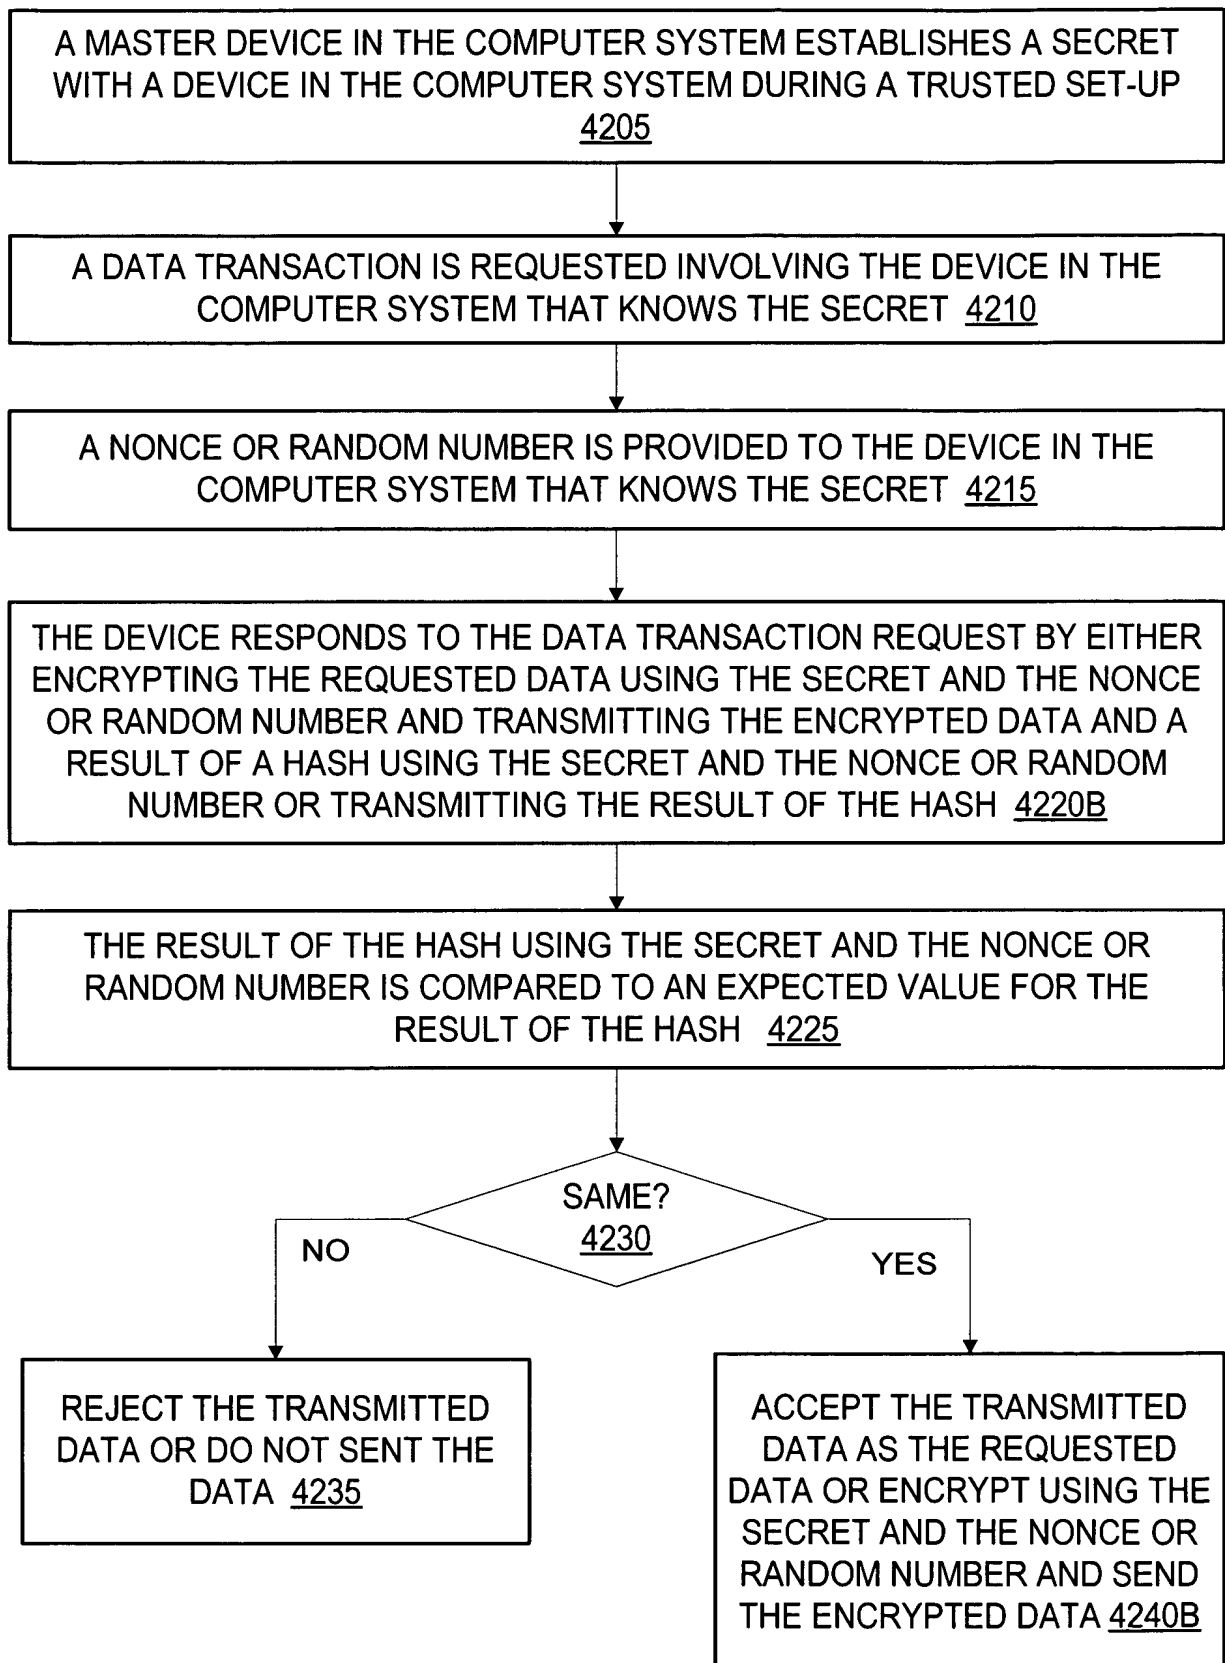 A MASTER DEVICE IN THE COMPUTER SYSTEM ESTABLISHES A SECRET
WITH A DEVICE IN THE COMPUTER SYSTEM DURING A TRUSTED SET-UP
4205
A DATA TRANSACTION IS REQUESTED INVOLVING THE DEVICE IN THE
COMPUTER SYSTEM THAT KNOWS THE SECRET 4210
A NONCE OR RANDOM NUMBER IS PROVIDED TO THE DEVICE IN THE
COMPUTER SYSTEM THAT KNOWS THE SECRET 4215
THE DEVICE RESPONDS TO THE DATA TRANSACTION REQUEST BY EITHER
ENCRYPTING THE REQUESTED DATA USING THE SECRET AND THE NONCE
OR RANDOM NUMBER AND TRANSMITTING THE ENCRYPTED DATA AND A
RESULT OF A HASH USING THE SECRET AND THE NONCE OR RANDOM
NUMBER OR TRANSMITTING THE RESULT OF THE HASH 4220B
THE RESULT OF THE HASH USING THE SECRET AND THE NONCE OR
RANDOM NUMBER IS COMPARED TO AN EXPECTED VALUE FOR THE
RESULT OF THE HASH 4225
SAME?
4230
NO
YES
REJECT THE TRANSMITTED
DATA OR DO NOT SENT THE
DATA 4235
ACCEPT THE TRANSMITTED
DATA AS THE REQUESTED
DATA OR ENCRYPT USING THE
SECRET AND THE NONCE OR
RANDOM NUMBER AND SEND
THE ENCRYPTED DATA 4240B